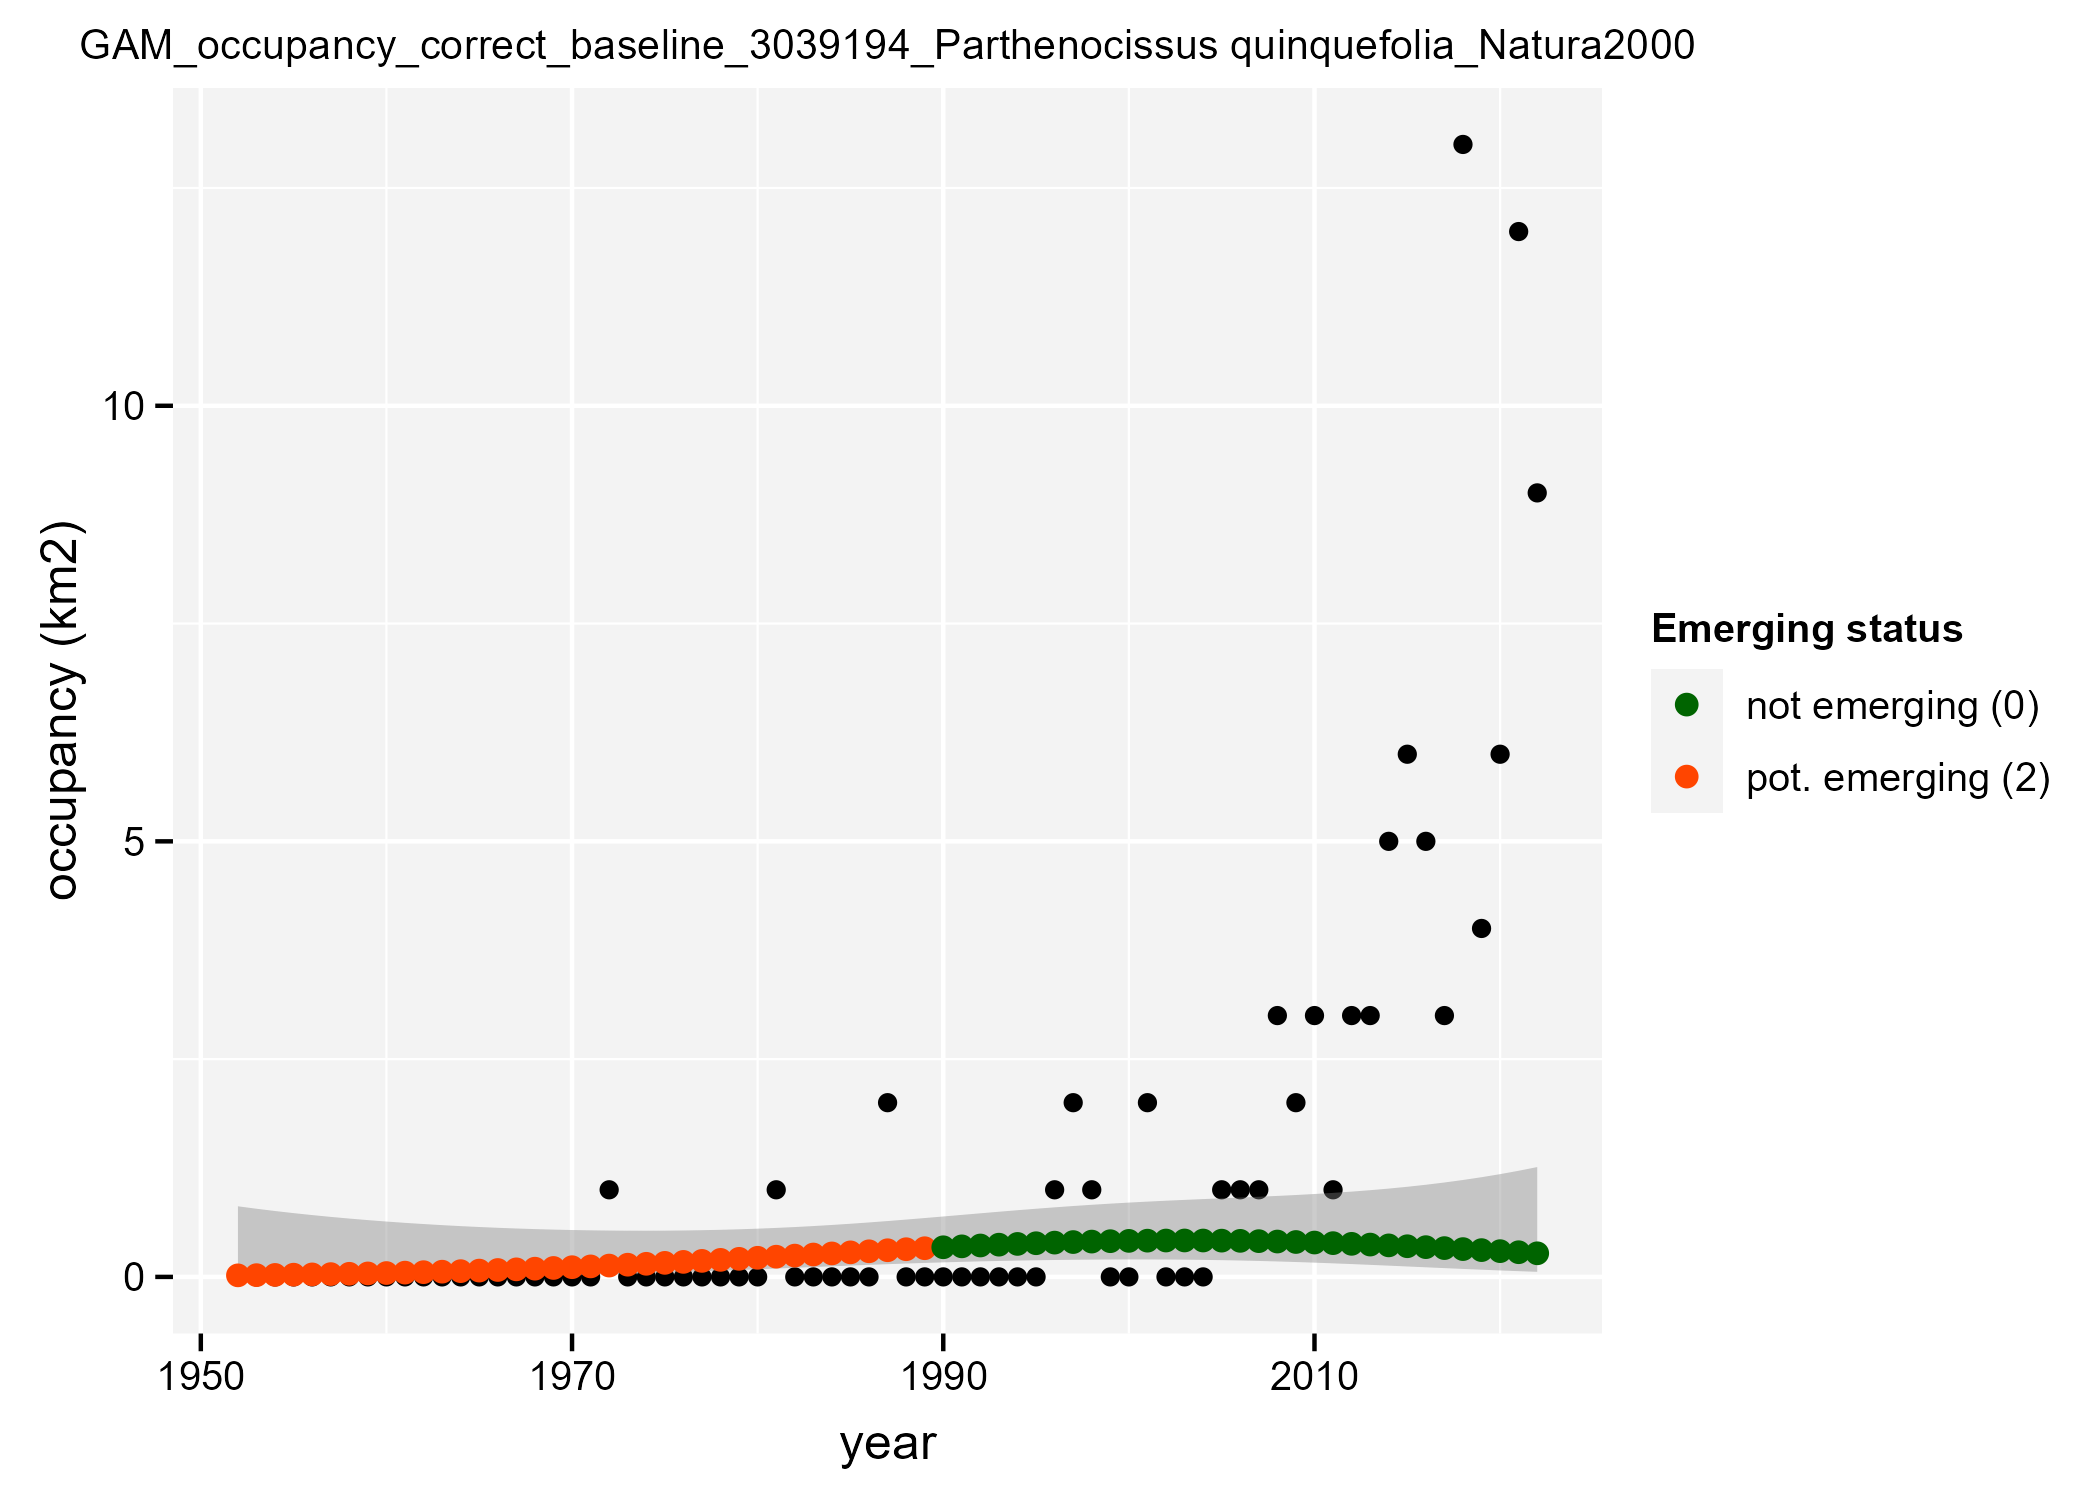 GAM_occupancy_correct_baseline_3039194_Parthenocissus quinquefolia_Natura2000
occupancy (km2)
10
5
0
1950 1970 1990 2010
year
Emerging status
not emerging (0)
pot. emerging (2)